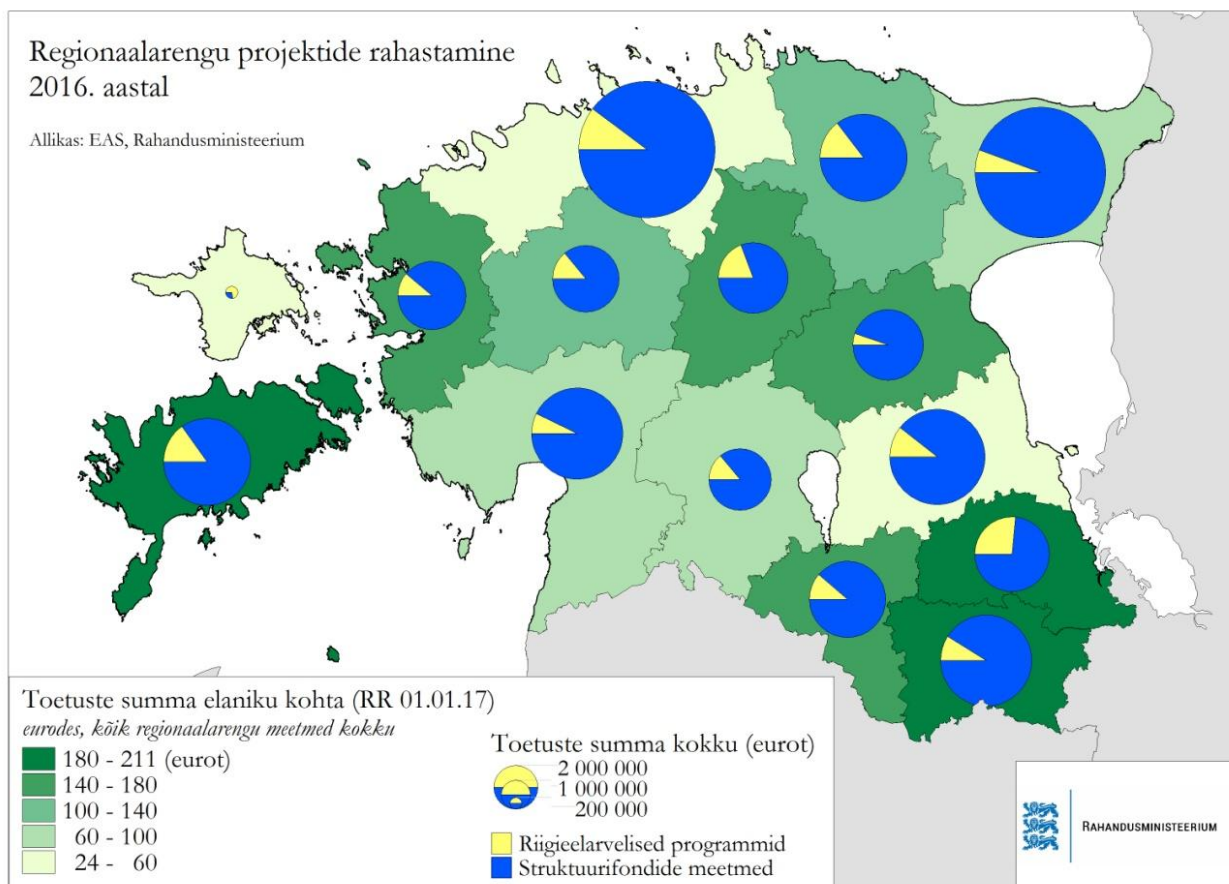 Regionaalarengu projektide rahastamine
2016. aastal
Allikas: EAS, Rahandusministeerium
Toetuste summa elaniku kohta (RR 01.01.17)
eurodes, kõik regionaalarengu meetmed kokku
180 - 211 (eurot)
140 - 180
100 - 140
60 - 100
24 - 60
Toetuste summa kokku (eurot)
2 000 000
1 000 000
200 000
Riigieelarvelised programmid
Struktuurifondide meetmed
RAHANDUSMINISTEERIUM